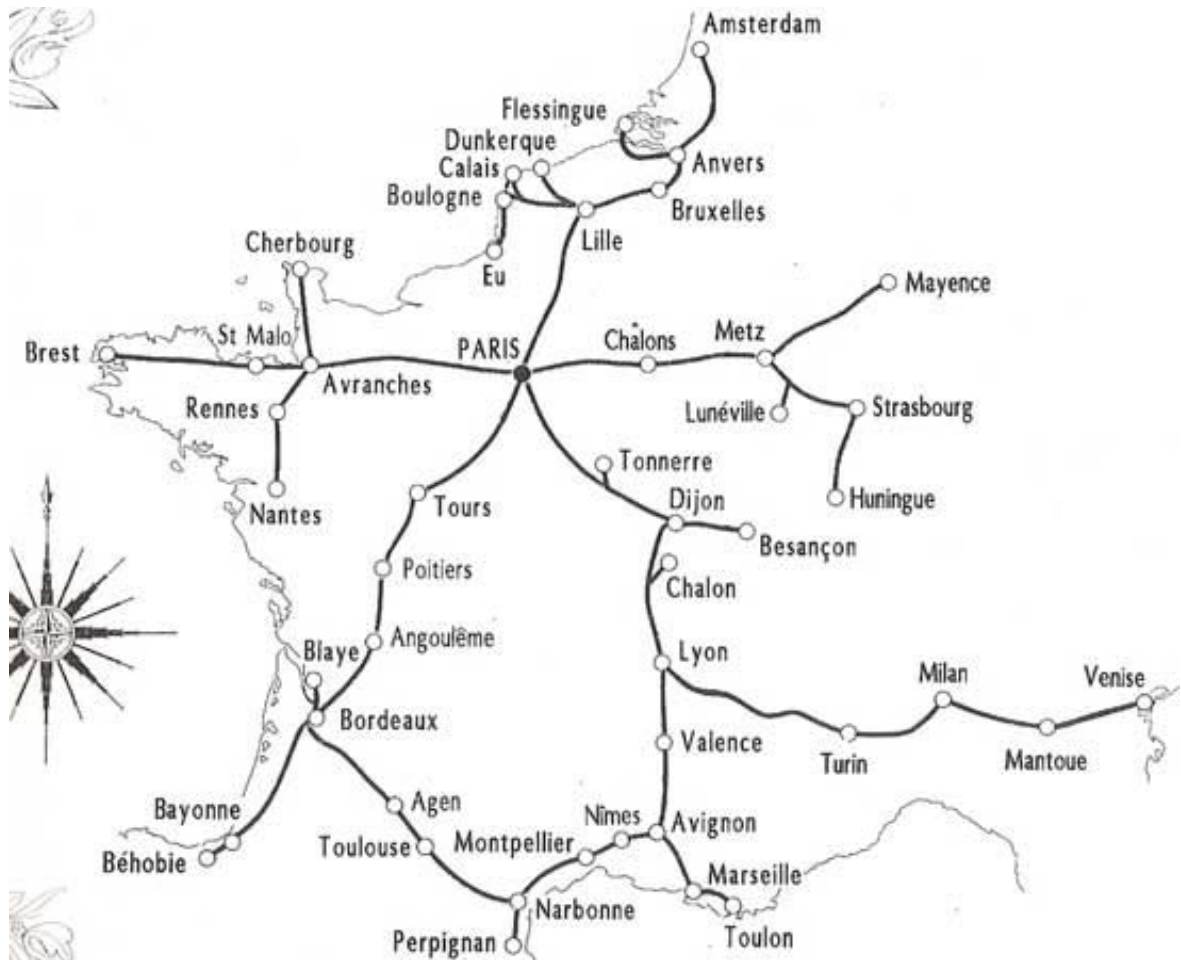 Amsterdam
Flessingue
Dunkerque
Calais
Anvers
Boulogne
Bruxelles
Lille
Cherbourg
Eu
Mayence
St Malo
PARIS
Châlons
Metz
Brest
Avranches
Rennes
Lunéville
Strasbourg
Tonnerre
Nantes
Tours
Dijon
Huningue
Besançon
Poitiers
Chalon
Angoulême
Blaye
Lyon
Milan
Venise
Bordeaux
Valence
Turin
Mantoue
Bayonne
Agen
Nîmes
Avignon
Toulouse
Montpellier
Béhobie
Marseille
Narbonne
Toulon
Perpignan